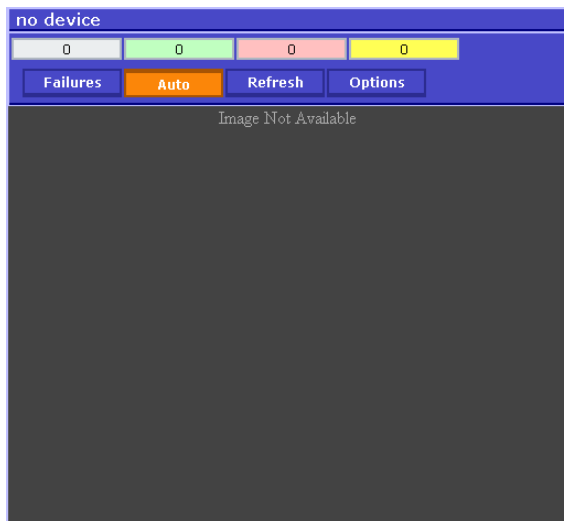 no device
0 0 0 0
Failures Auto Refresh Options
Image Not Available